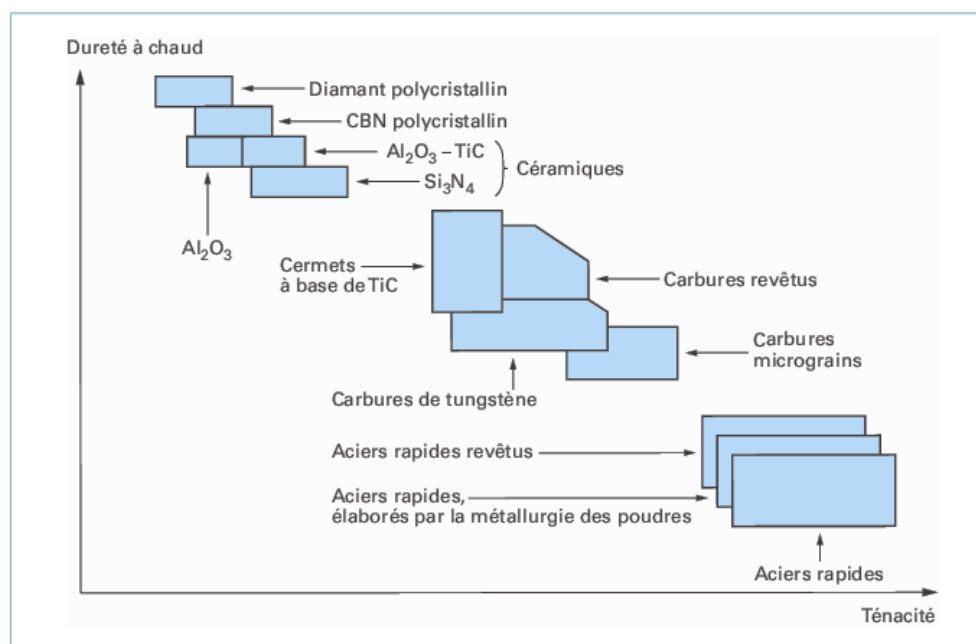 Dureté à chaud
Diamant polycristallin
CBN polycristallin
Al₂O₃ – TiC
Céramiques
Si₃N₄
Al₂O₃
Cermets
à base de TiC
Carbures revêtus
Carbures
micrograins
Carbures de tungstène
Aciers rapides revêtus
Aciers rapides,
élaborés par la métallurgie des poudres
Aciers rapides
Ténacité